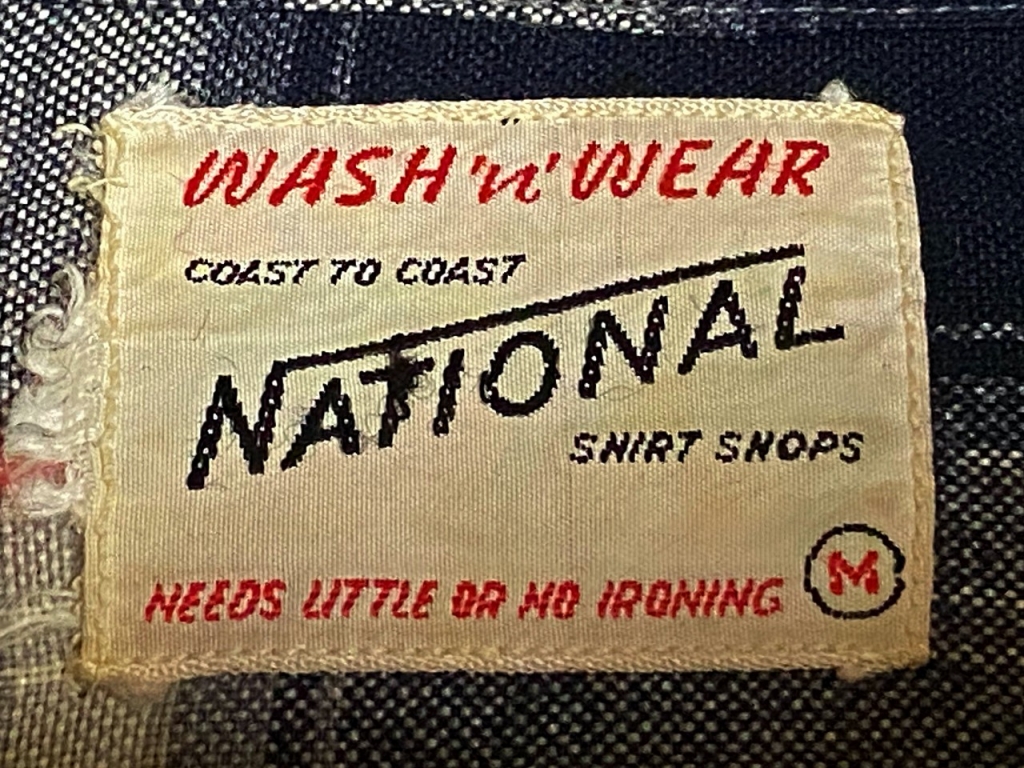 WASH 'n' WEAR
COAST TO COAST
NATIONAL
SHIRT SHOPS
NEEDS LITTLE OR NO IRONING
M